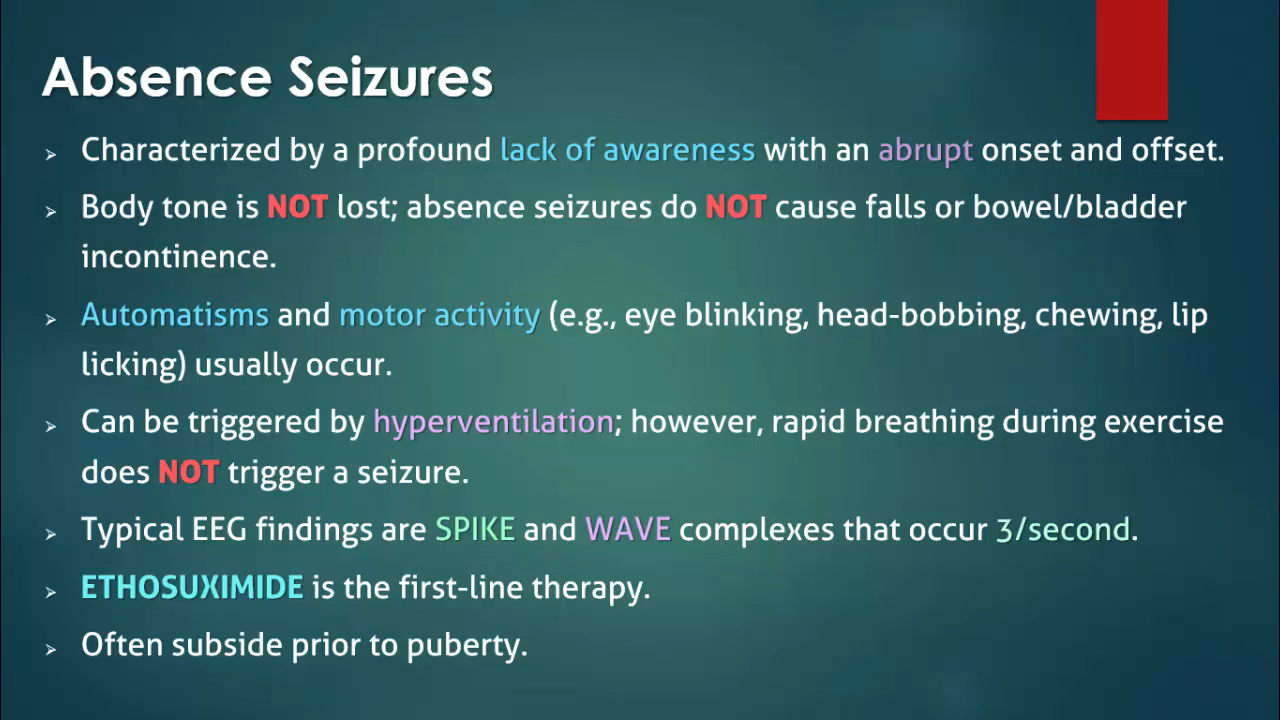 Absence Seizures
➢ Characterized by a profound lack of awareness with an abrupt onset and offset.
➢ Body tone is NOT lost; absence seizures do NOT cause falls or bowel/bladder
incontinence.
➢ Automatisms and motor activity (e.g., eye blinking, head-bobbing, chewing, lip
licking) usually occur.
➢ Can be triggered by hyperventilation; however, rapid breathing during exercise
does NOT trigger a seizure.
➢ Typical EEG findings are SPIKE and WAVE complexes that occur 3/second.
➢ ETHOSUXIMIDE is the first-line therapy.
➢ Often subside prior to puberty.